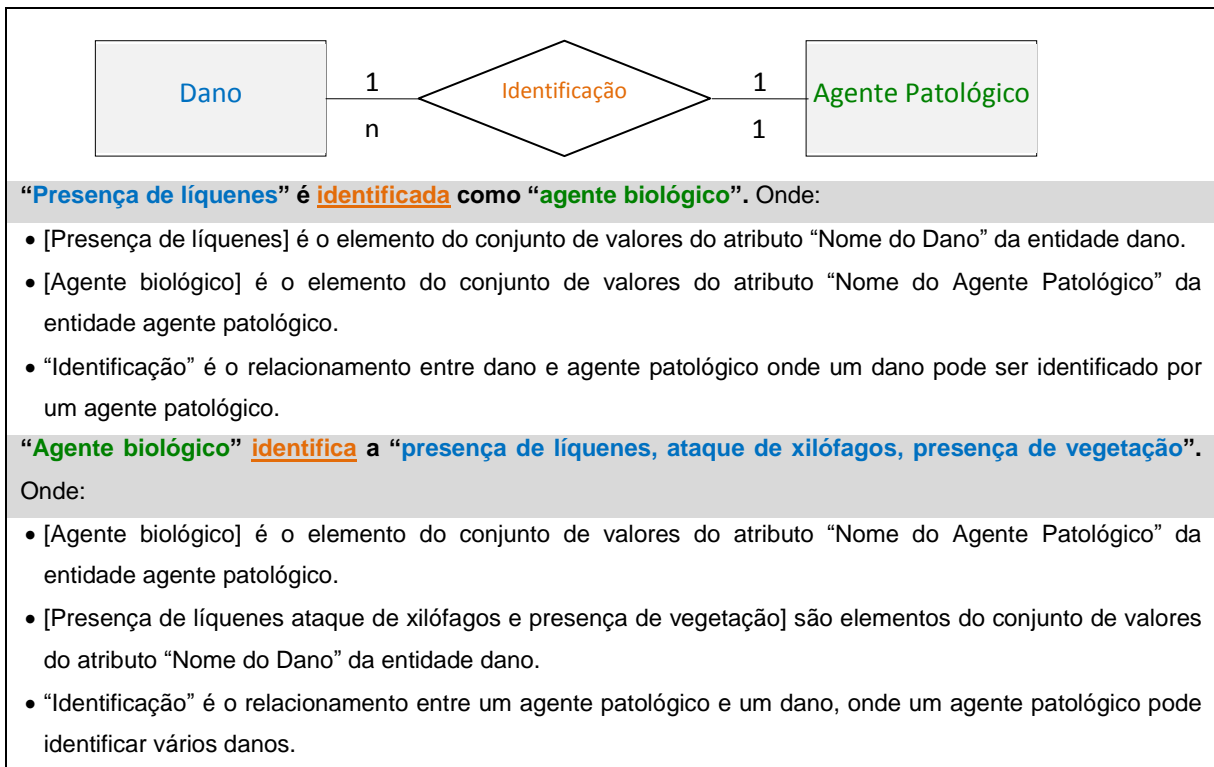 Dano 1 Identificação 1 Agente Patológico
n 1
“Presença de líquenes” é identificada como “agente biológico”. Onde:
• [Presença de líquenes] é o elemento do conjunto de valores do atributo “Nome do Dano” da entidade dano.
• [Agente biológico] é o elemento do conjunto de valores do atributo “Nome do Agente Patológico” da
entidade agente patológico.
• “Identificação” é o relacionamento entre dano e agente patológico onde um dano pode ser identificado por
um agente patológico.
“Agente biológico” identifica a “presença de líquenes, ataque de xilófagos, presença de vegetação”.
Onde:
• [Agente biológico] é o elemento do conjunto de valores do atributo “Nome do Agente Patológico” da
entidade agente patológico.
• [Presença de líquenes ataque de xilófagos e presença de vegetação] são elementos do conjunto de valores
do atributo “Nome do Dano” da entidade dano.
• “Identificação” é o relacionamento entre um agente patológico e um dano, onde um agente patológico pode
identificar vários danos.